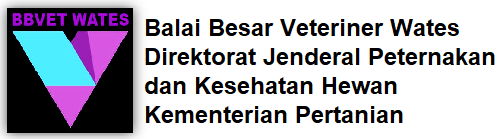 BBVET WATES
Balai Besar Veteriner Wates
Direktorat Jenderal Peternakan
dan Kesehatan Hewan
Kementerian Pertanian